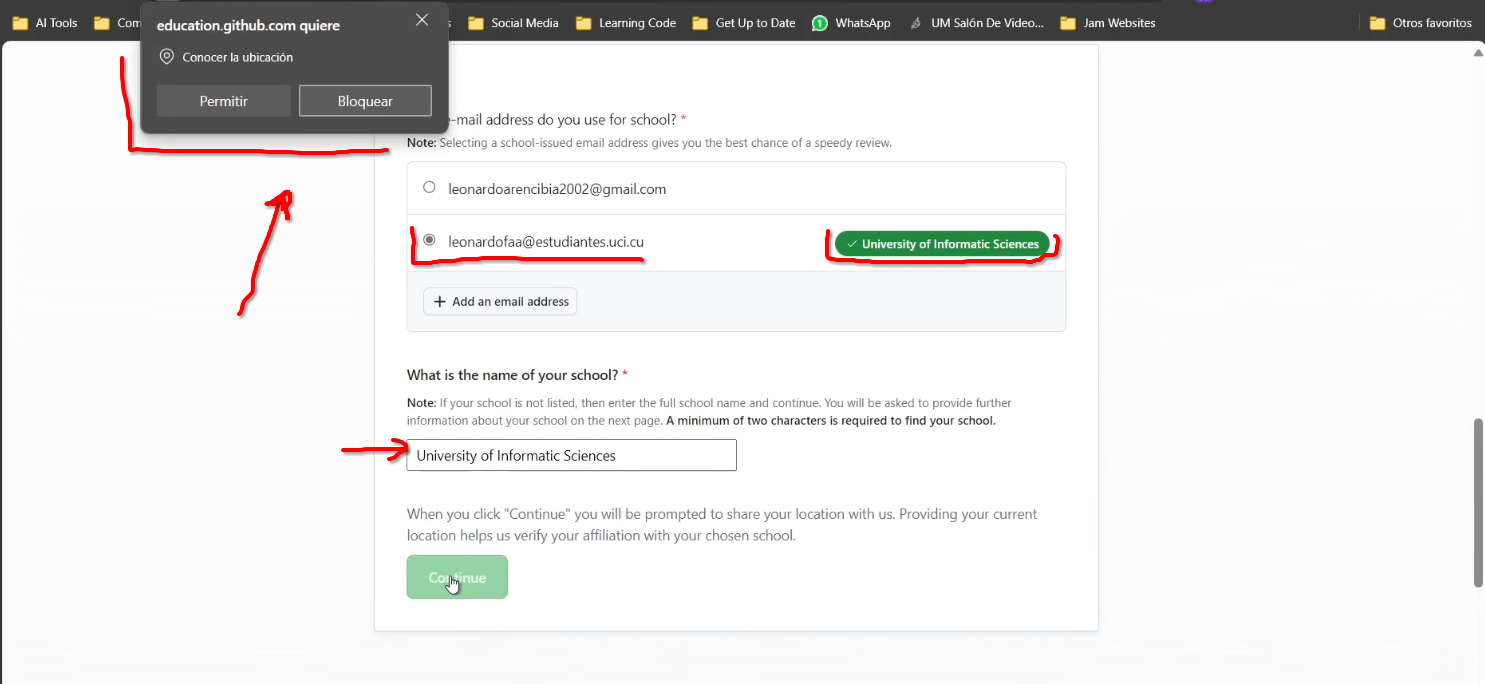 AI Tools
Com
s
Social Media
Learning Code
Get Up to Date
WhatsApp
UM Salón De Video...
Jam Websites
Otros favoritos
education.github.com quiere
Conocer la ubicación
Permitir
Bloquear
e-mail address do you use for school? *
Note: Selecting a school-issued email address gives you the best chance of a speedy review.
leonardoarencibia2002@gmail.com
leonardofaa@estudiantes.uci.cu
University of Informatic Sciences
Add an email address
What is the name of your school? *
Note: If your school is not listed, then enter the full school name and continue. You will be asked to provide further
information about your school on the next page. A minimum of two characters is required to find your school.
University of Informatic Sciences
When you click "Continue" you will be prompted to share your location with us. Providing your current
location helps us verify your affiliation with your chosen school.
Continue